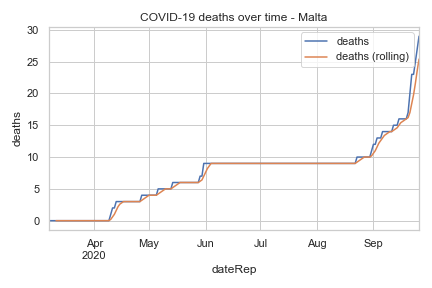 COVID-19 deaths over time - Malta
deaths
deaths (rolling)
30
25
20
15
10
5
0
deaths
Apr May Jun Jul Aug Sep
2020
dateRep